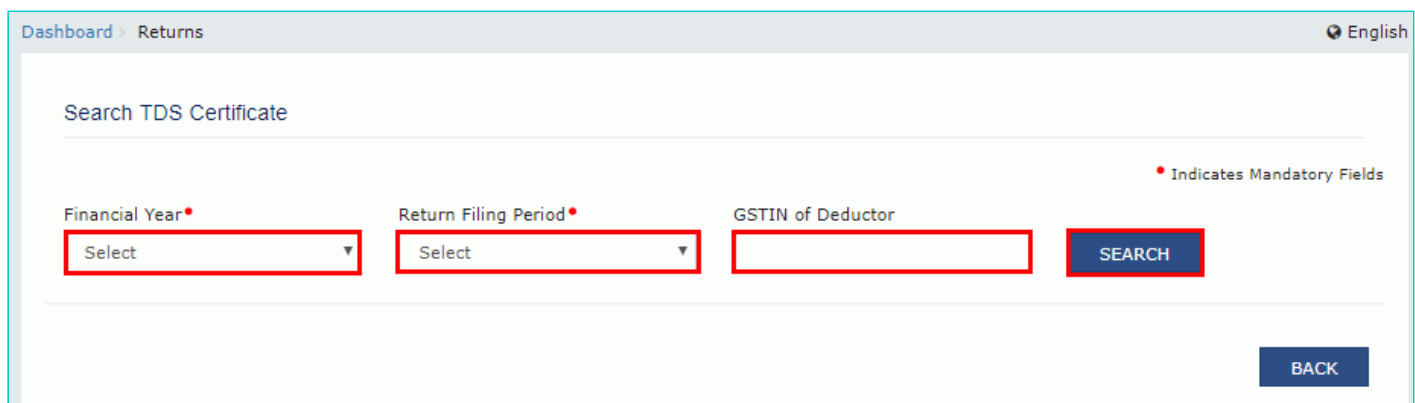 Dashboard > Returns English
Search TDS Certificate
• Indicates Mandatory Fields
Financial Year• Return Filing Period• GSTIN of Deductor
Select Select SEARCH
BACK